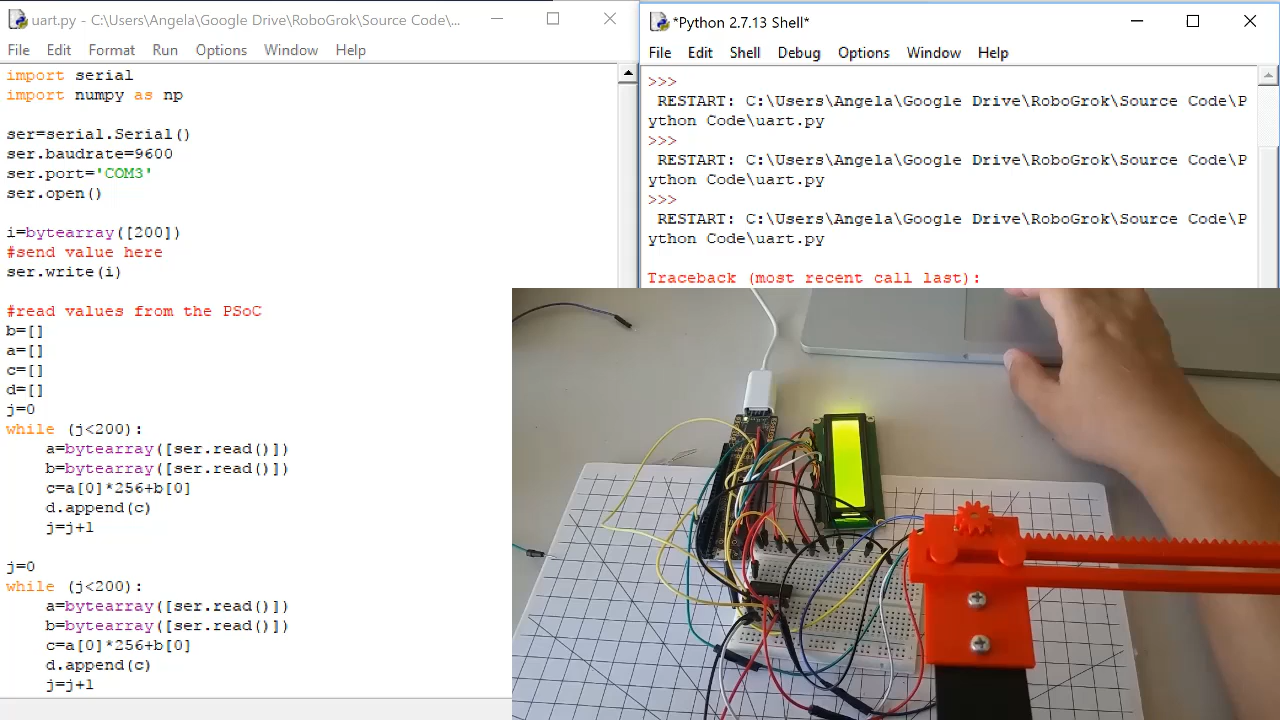 uart.py - C:\Users\Angela\Google Drive\RoboGrok\Source Code\...
File Edit Format Run Options Window Help
import serial
import numpy as np
ser=serial.Serial()
ser.baudrate=9600
ser.port='COM3'
ser.open()
i=bytearray([200])
#send value here
ser.write(i)
#read values from the PSoC
b=[]
a=[]
c=[]
d=[]
j=0
while (j<200):
    a=bytearray([ser.read()])
    b=bytearray([ser.read()])
    c=a[0]*256+b[0]
    d.append(c)
    j=j+1
j=0
while (j<200):
    a=bytearray([ser.read()])
    b=bytearray([ser.read()])
    c=a[0]*256+b[0]
    d.append(c)
    j=j+1
*Python 2.7.13 Shell*
File Edit Shell Debug Options Window Help
>>>
 RESTART: C:\Users\Angela\Google Drive\RoboGrok\Source Code\P
ython Code\uart.py
>>>
 RESTART: C:\Users\Angela\Google Drive\RoboGrok\Source Code\P
ython Code\uart.py
>>>
 RESTART: C:\Users\Angela\Google Drive\RoboGrok\Source Code\P
ython Code\uart.py
Traceback (most recent call last):